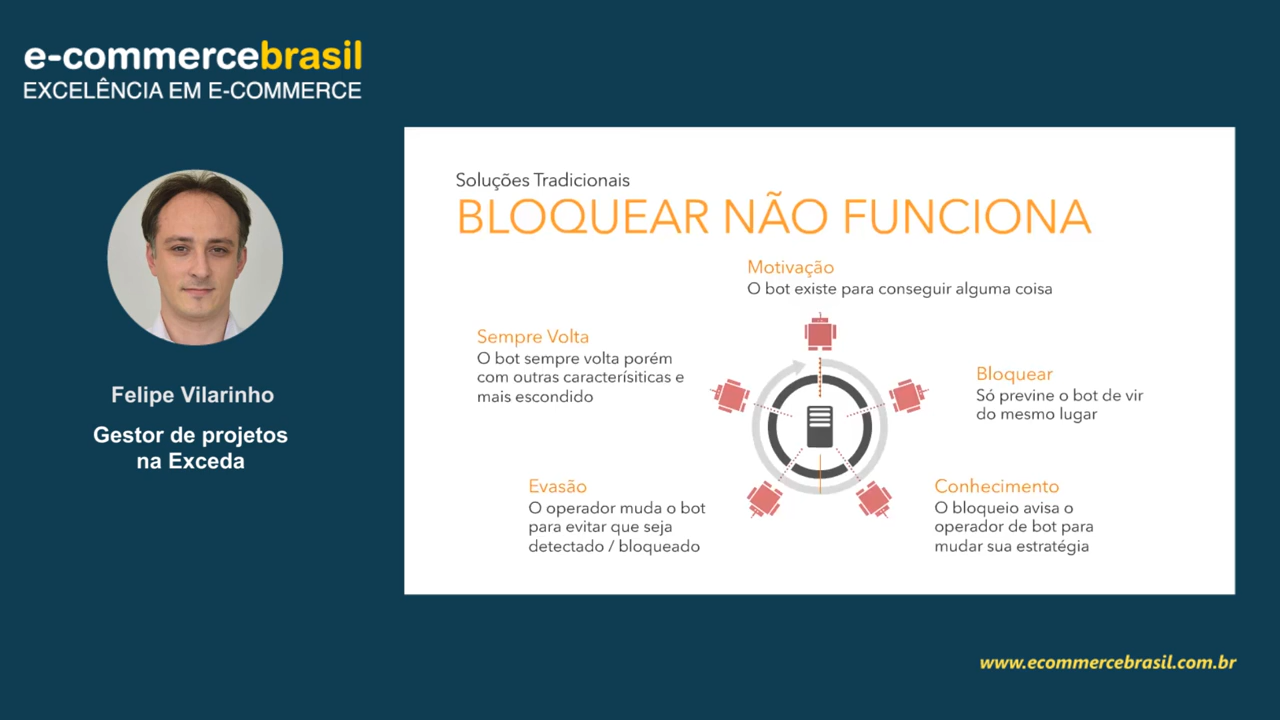 e-commercebrasil
EXCELÊNCIA EM E-COMMERCE
Felipe Vilarinho
Gestor de projetos
na Exceda
Soluções Tradicionais
BLOQUEAR NÃO FUNCIONA
Motivação
O bot existe para conseguir alguma coisa
Sempre Volta
O bot sempre volta porém
com outras caracterísiticas e
mais escondido
Bloquear
Só previne o bot de vir
do mesmo lugar
Evasão
O operador muda o bot
para evitar que seja
detectado / bloqueado
Conhecimento
O bloqueio avisa o
operador de bot para
mudar sua estratégia
www.ecommercebrasil.com.br